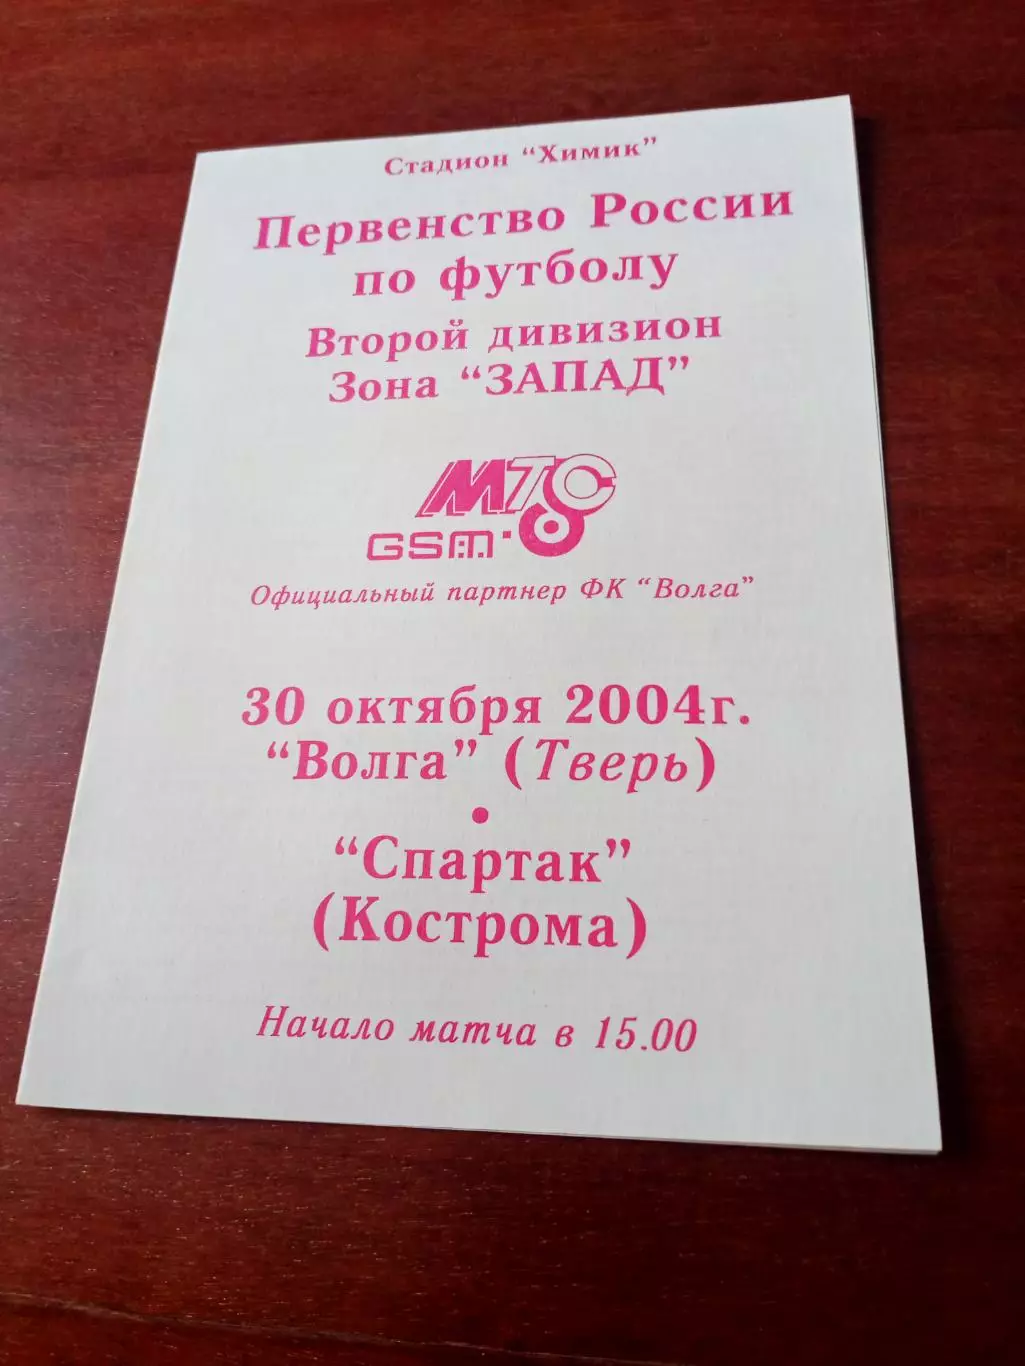 Стадион “Химик”
Первенство России
по футболу
Второй дивизион
Зона “ЗАПАД”
МТС
GSM
Официальный партнер ФК “Волга”
30 октября 2004г.
“Волга” (Тверь)
•
“Спартак”
(Кострома)
Начало матча в 15.00